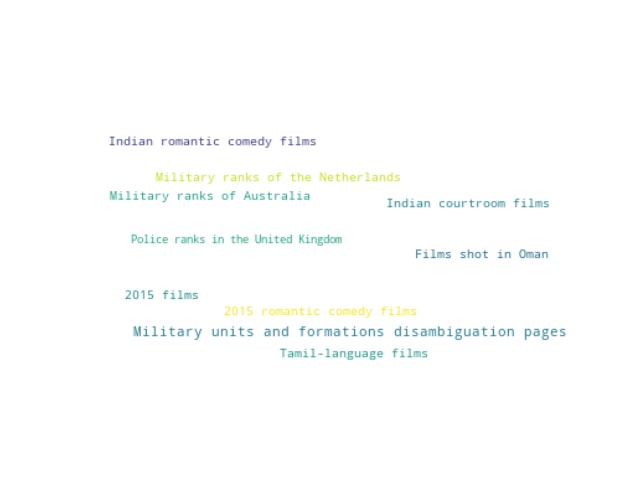 Indian romantic comedy films
Military ranks of the Netherlands
Military ranks of Australia
Indian courtroom films
Police ranks in the United Kingdom
Films shot in Oman
2015 films
2015 romantic comedy films
Military units and formations disambiguation pages
Tamil-language films